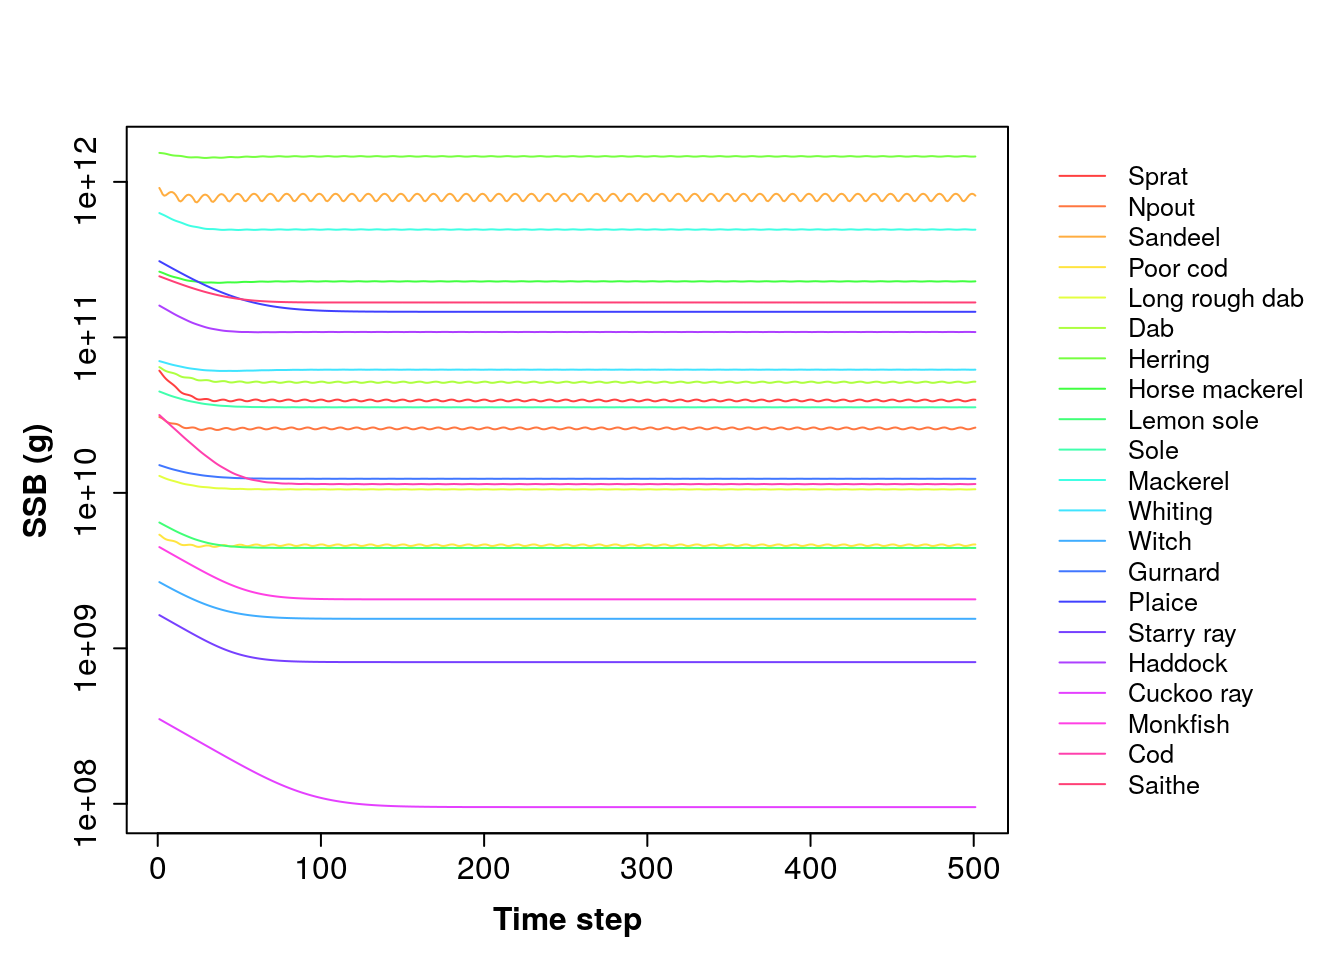 SSB (g)
1e+12
1e+11
1e+10
1e+09
1e+08
0 100 200 300 400 500
Time step
Sprat
Npout
Sandeel
Poor cod
Long rough dab
Dab
Herring
Horse mackerel
Lemon sole
Sole
Mackerel
Whiting
Witch
Gurnard
Plaice
Starry ray
Haddock
Cuckoo ray
Monkfish
Cod
Saithe